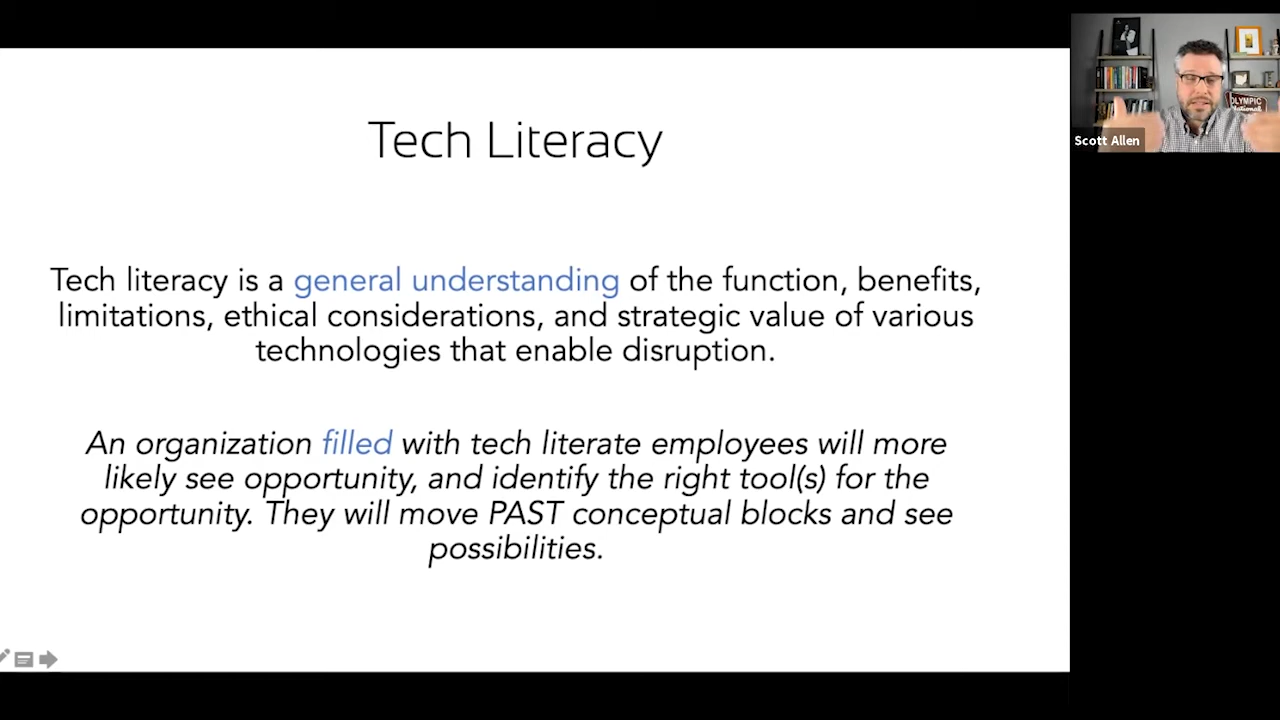 Tech Literacy
Tech literacy is a general understanding of the function, benefits,
limitations, ethical considerations, and strategic value of various
technologies that enable disruption.
An organization filled with tech literate employees will more
likely see opportunity, and identify the right tool(s) for the
opportunity. They will move PAST conceptual blocks and see
possibilities.
OLYMPIC
Scott Allen